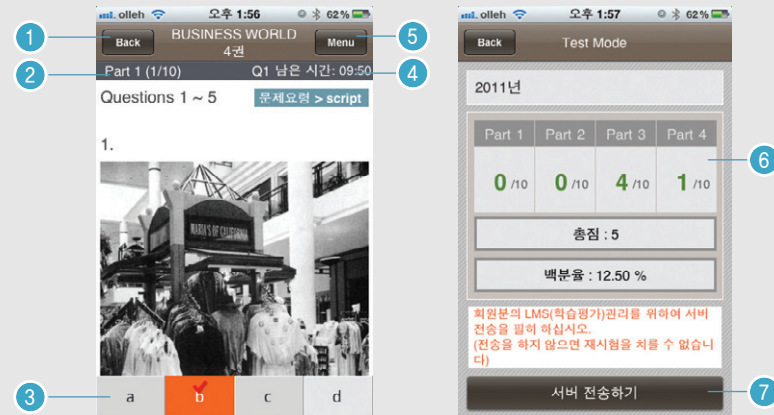 olleh 오후 1:56 62%
1
Back
BUSINESS WORLD
4권
Menu
5
2
Part 1 (1/10)
Q1 남은 시간: 09:50
4
Questions 1 ~ 5
문제요령 > script
1.
MARIA'S OF CALIFORNIA
3
a
b
c
d
olleh 오후 1:57 62%
Back
Test Mode
2011년
Part 1 Part 2 Part 3 Part 4
0 /10 0 /10 4 /10 1 /10
6
총점 : 5
백분율 : 12.50 %
회원분의 LMS(학습평가)관리를 위하여 서버
전송을 필히 하십시오.
(전송을 하지 않으면 재시험을 치를 수 없습니
다)
서버 전송하기
7